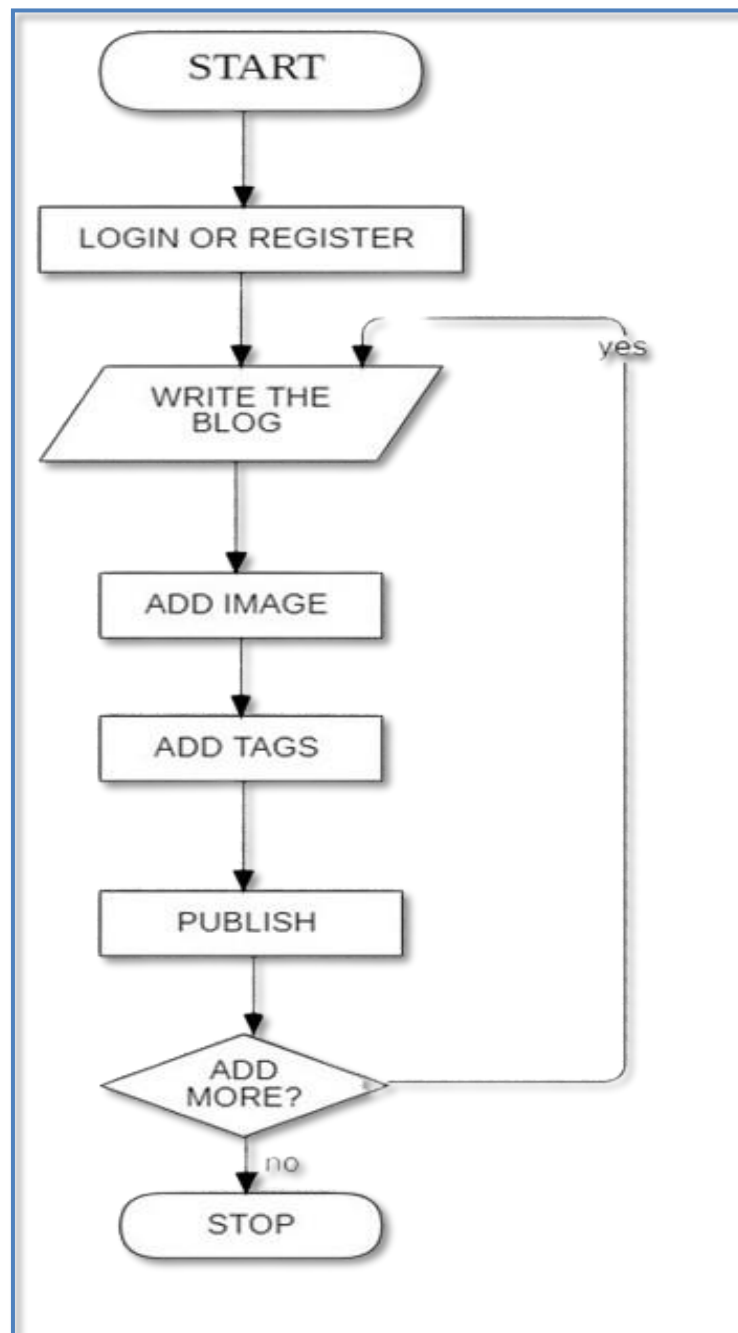 START
LOGIN OR REGISTER
yes
WRITE THE
BLOG
ADD IMAGE
ADD TAGS
PUBLISH
ADD
MORE?
no
STOP